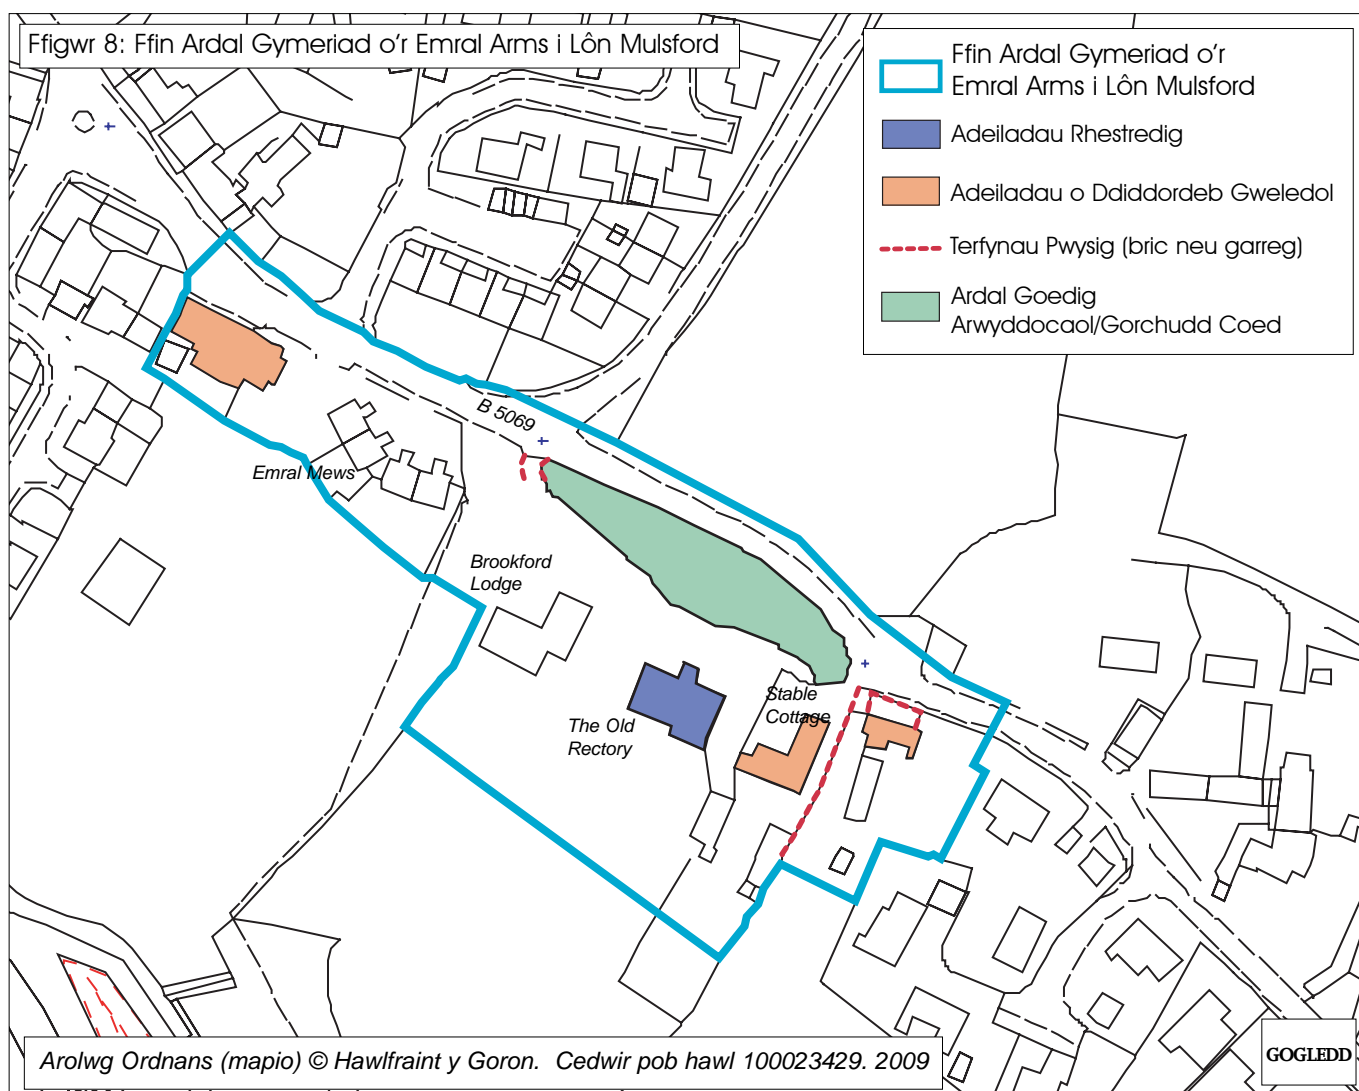 Ffigwr 8: Ffin Ardal Gymeriad o'r Emral Arms i Lôn Mulsford
Ffin Ardal Gymeriad o'r
Emral Arms i Lôn Mulsford
Adeiladau Rhestredig
Adeiladau o Ddiddordeb Gweledol
Terfynau Pwysig (bric neu garreg)
Ardal Goedig
Arwyddocaol/Gorchudd Coed
B 5069
Emral Mews
Brookford
Lodge
The Old
Rectory
Stable
Cottage
Arolwg Ordnans (mapio) © Hawlfraint y Goron.  Cedwir pob hawl 100023429. 2009
GOGLEDD